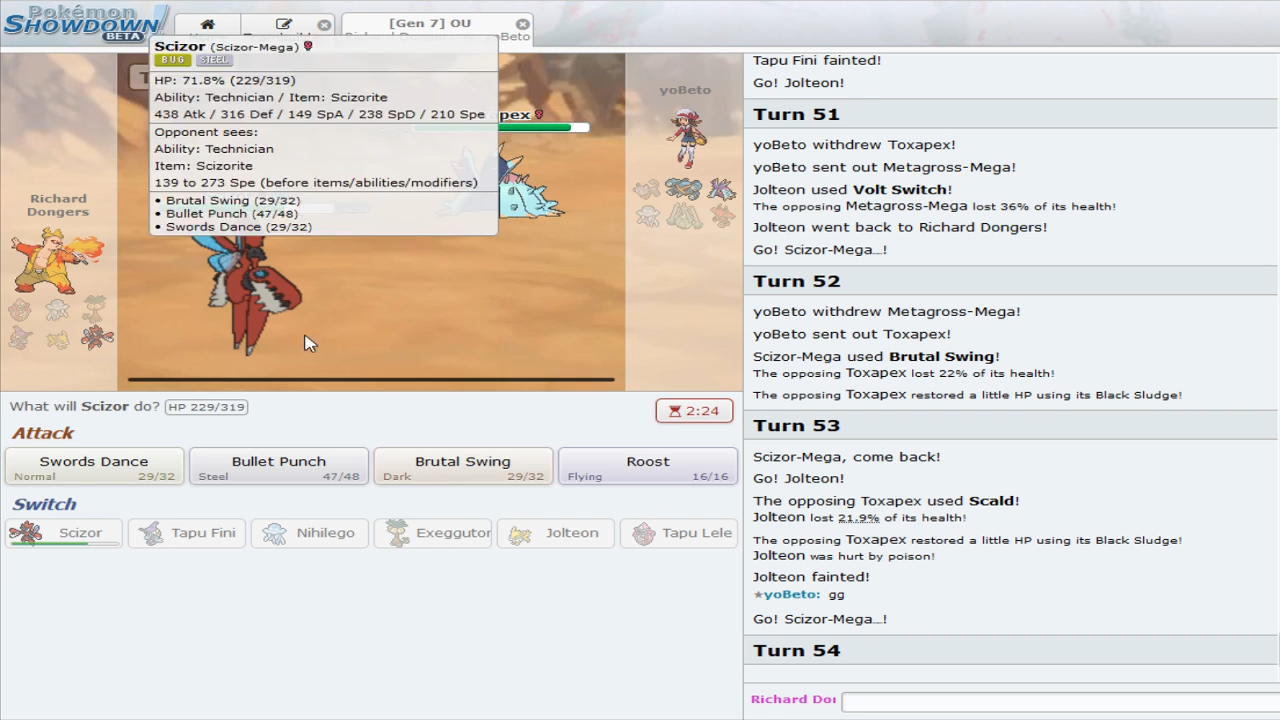 Pokémon
SHOWDOWN!
BETA
[Gen 7] OU
Scizor (Scizor-Mega)
BUG STEEL
HP: 71.8% (229/319)
Ability: Technician / Item: Scizorite
438 Atk / 316 Def / 149 SpA / 238 SpD / 210 Spe
Opponent sees:
Ability: Technician
Item: Scizorite
139 to 273 Spe (before items/abilities/modifiers)
• Brutal Swing (29/32)
• Bullet Punch (47/48)
• Swords Dance (29/32)
Richard
Dongers
yoBeto
What will Scizor do? HP 229/319
2:24
Attack
Swords Dance
Normal 29/32
Bullet Punch
Steel 47/48
Brutal Swing
Dark 29/32
Roost
Flying 16/16
Switch
Scizor
Tapu Fini
Nihilego
Exeggutor
Jolteon
Tapu Lele
Tapu Fini fainted!
Go! Jolteon!
Turn 51
yoBeto withdrew Toxapex!
yoBeto sent out Metagross-Mega!
Jolteon used Volt Switch!
The opposing Metagross-Mega lost 36% of its health!
Jolteon went back to Richard Dongers!
Go! Scizor-Mega...!
Turn 52
yoBeto withdrew Metagross-Mega!
yoBeto sent out Toxapex!
Scizor-Mega used Brutal Swing!
The opposing Toxapex lost 22% of its health!
The opposing Toxapex restored a little HP using its Black Sludge!
Turn 53
Scizor-Mega, come back!
Go! Jolteon!
The opposing Toxapex used Scald!
Jolteon lost 21.9% of its health!
The opposing Toxapex restored a little HP using its Black Sludge!
Jolteon was hurt by poison!
Jolteon fainted!
★yoBeto: gg
Go! Scizor-Mega...!
Turn 54
Richard Do